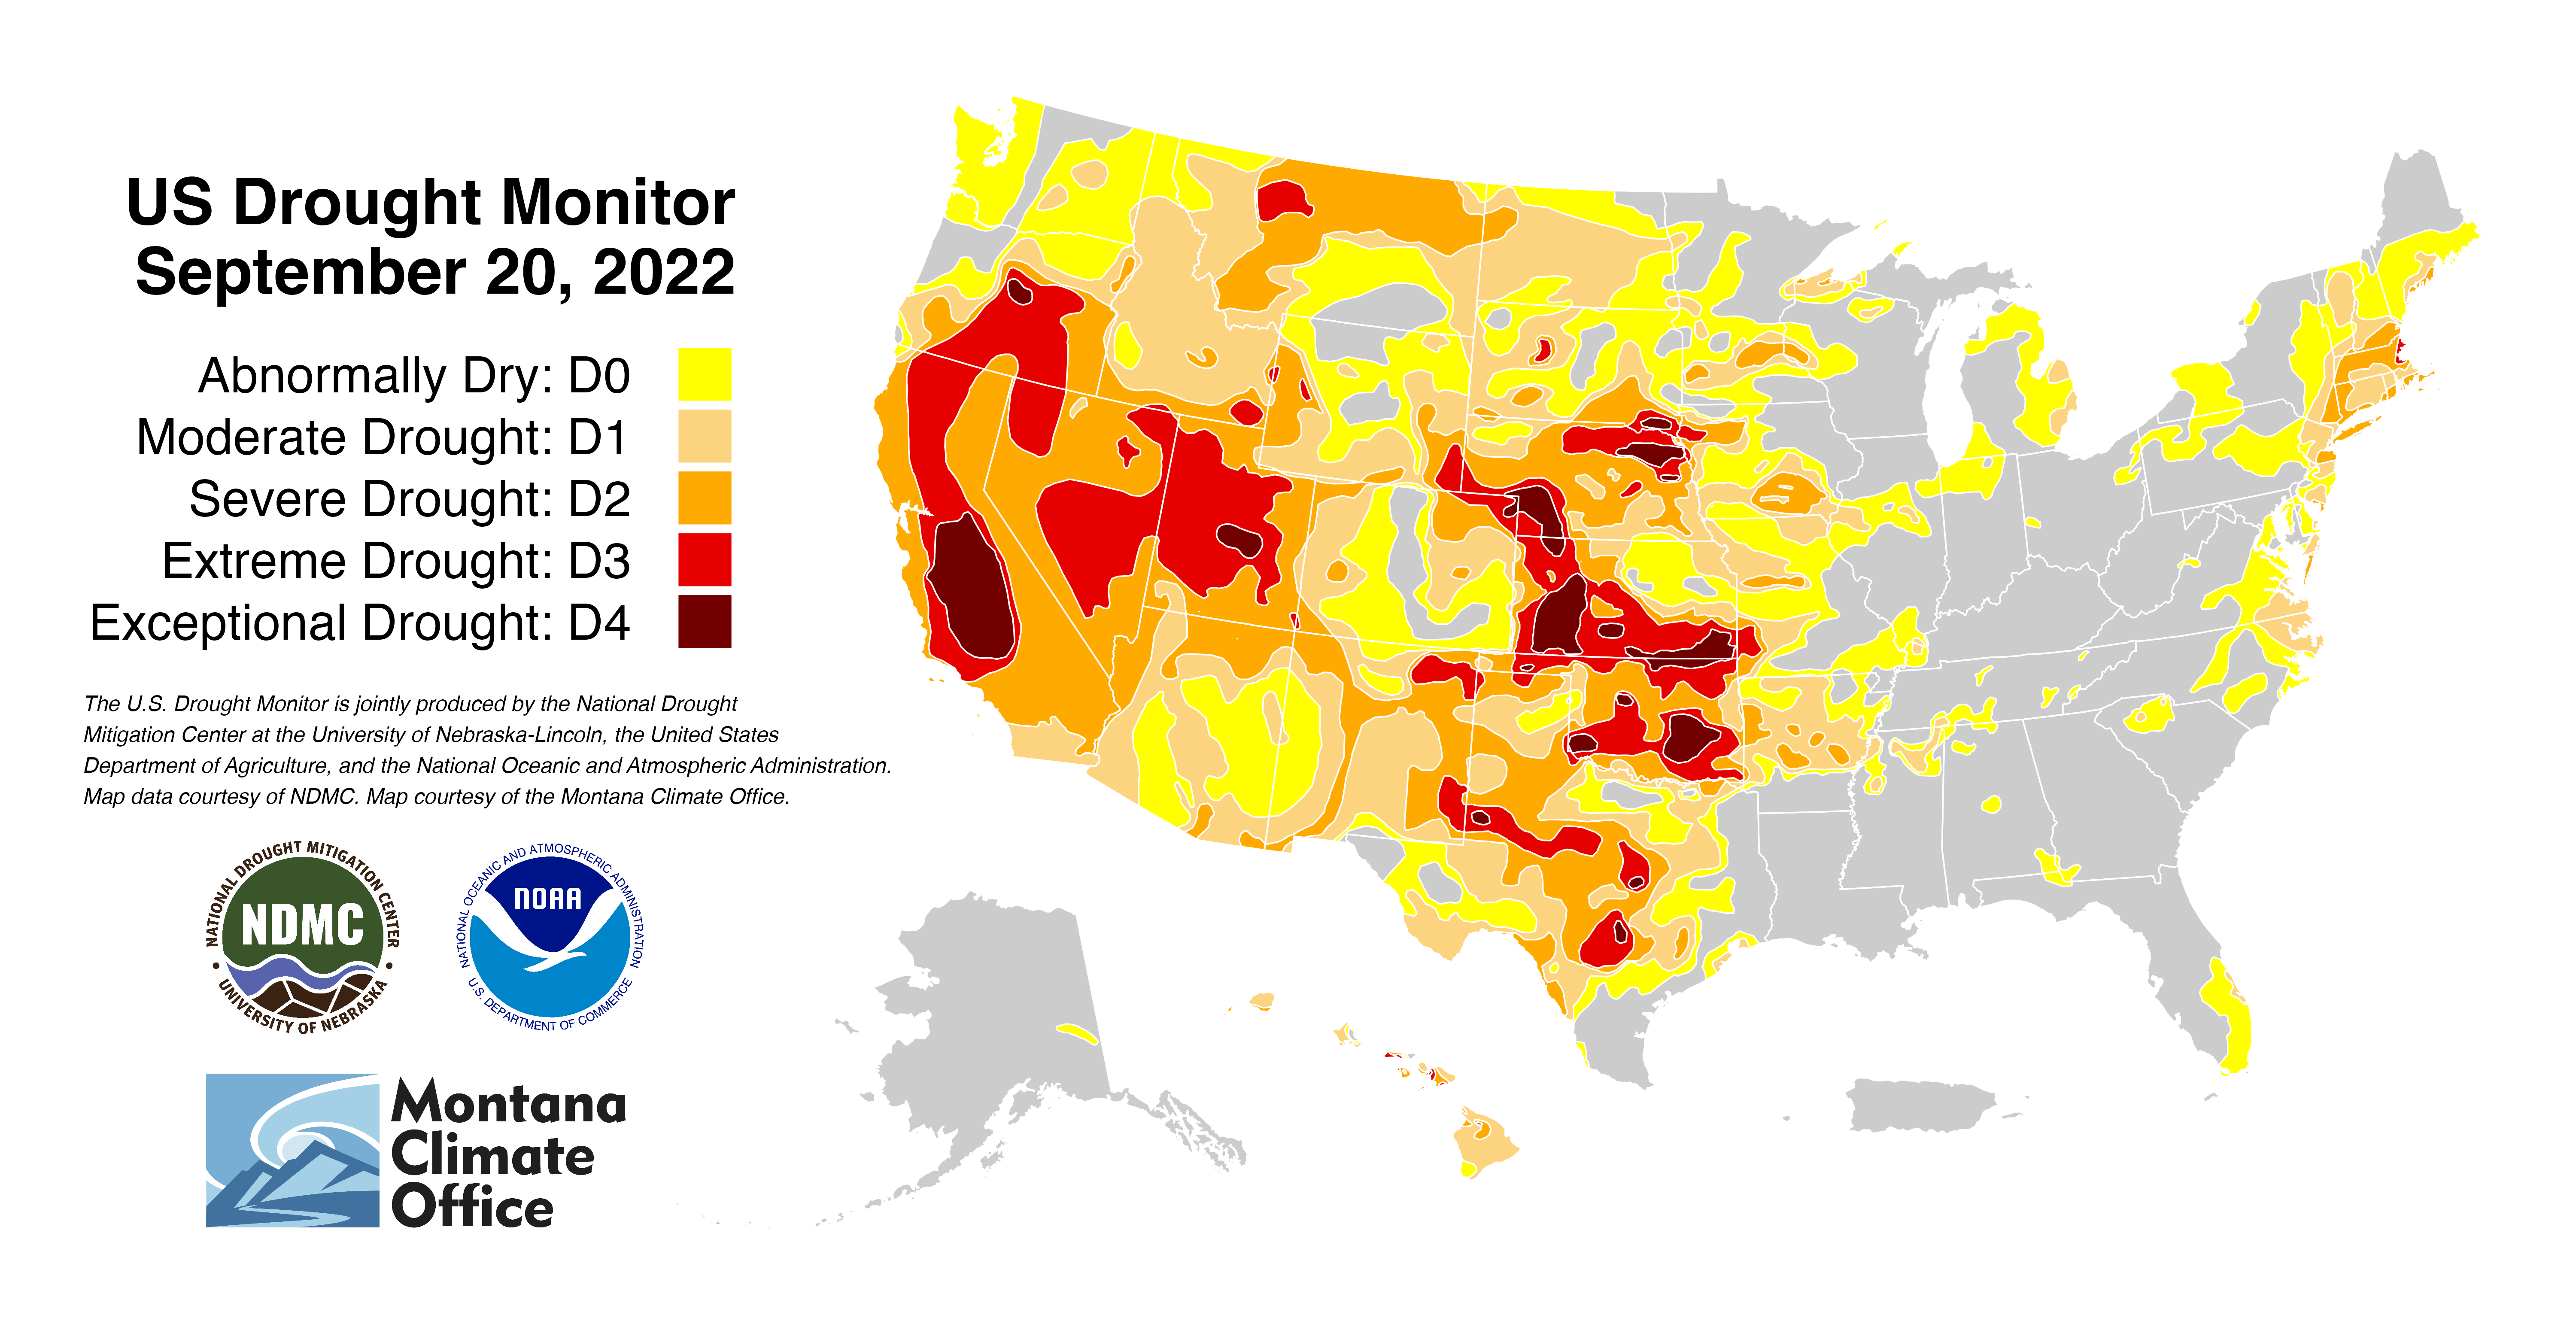 US Drought Monitor
September 20, 2022
Abnormally Dry: D0
Moderate Drought: D1
Severe Drought: D2
Extreme Drought: D3
Exceptional Drought: D4
The U.S. Drought Monitor is jointly produced by the National Drought
Mitigation Center at the University of Nebraska-Lincoln, the United States
Department of Agriculture, and the National Oceanic and Atmospheric Administration.
Map data courtesy of NDMC. Map courtesy of the Montana Climate Office.
NATIONAL DROUGHT MITIGATION CENTER
NDMC
• UNIVERSITY OF NEBRASKA •
NATIONAL OCEANIC AND ATMOSPHERIC ADMINISTRATION
NOAA
U.S. DEPARTMENT OF COMMERCE
Montana
Climate
Office